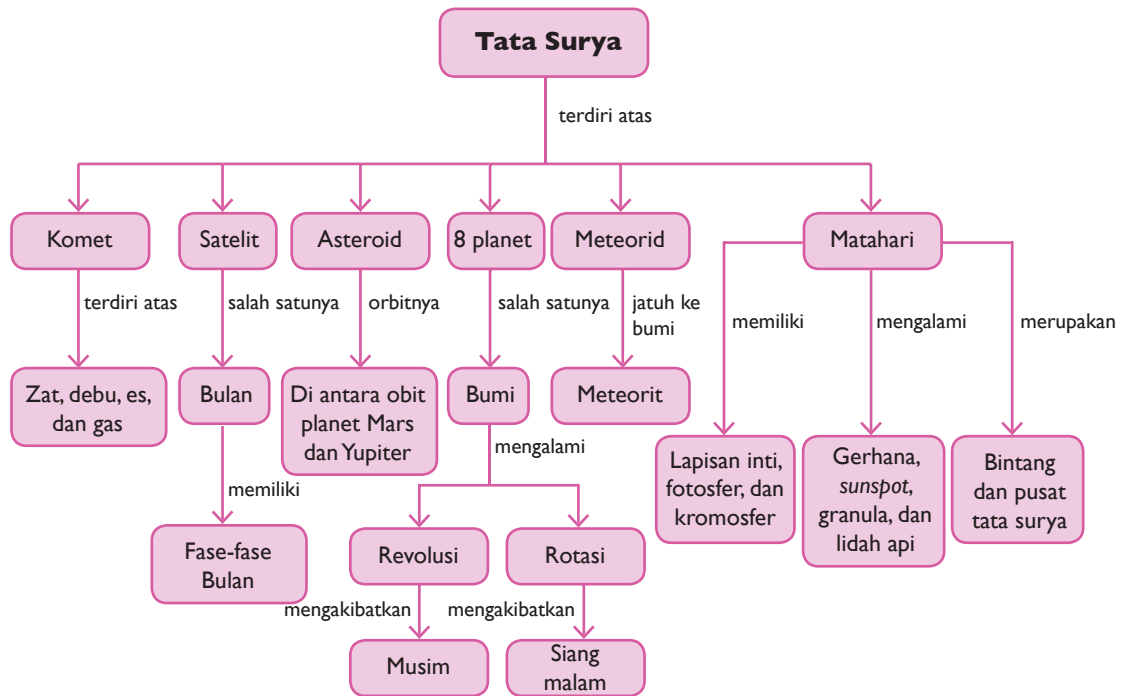 Tata Surya
terdiri atas
Komet
Satelit
Asteroid
8 planet
Meteorid
Matahari
terdiri atas
salah satunya
orbitnya
salah satunya
jatuh ke
bumi
memiliki
mengalami
merupakan
Zat, debu, es,
dan gas
Bulan
Di antara obit
planet Mars
dan Yupiter
Bumi
Meteorit
Lapisan inti,
fotosfer, dan
kromosfer
Gerhana,
sunspot,
granula, dan
lidah api
Bintang
dan pusat
tata surya
memiliki
mengalami
Fase-fase
Bulan
Revolusi
Rotasi
mengakibatkan
mengakibatkan
Musim
Siang
malam